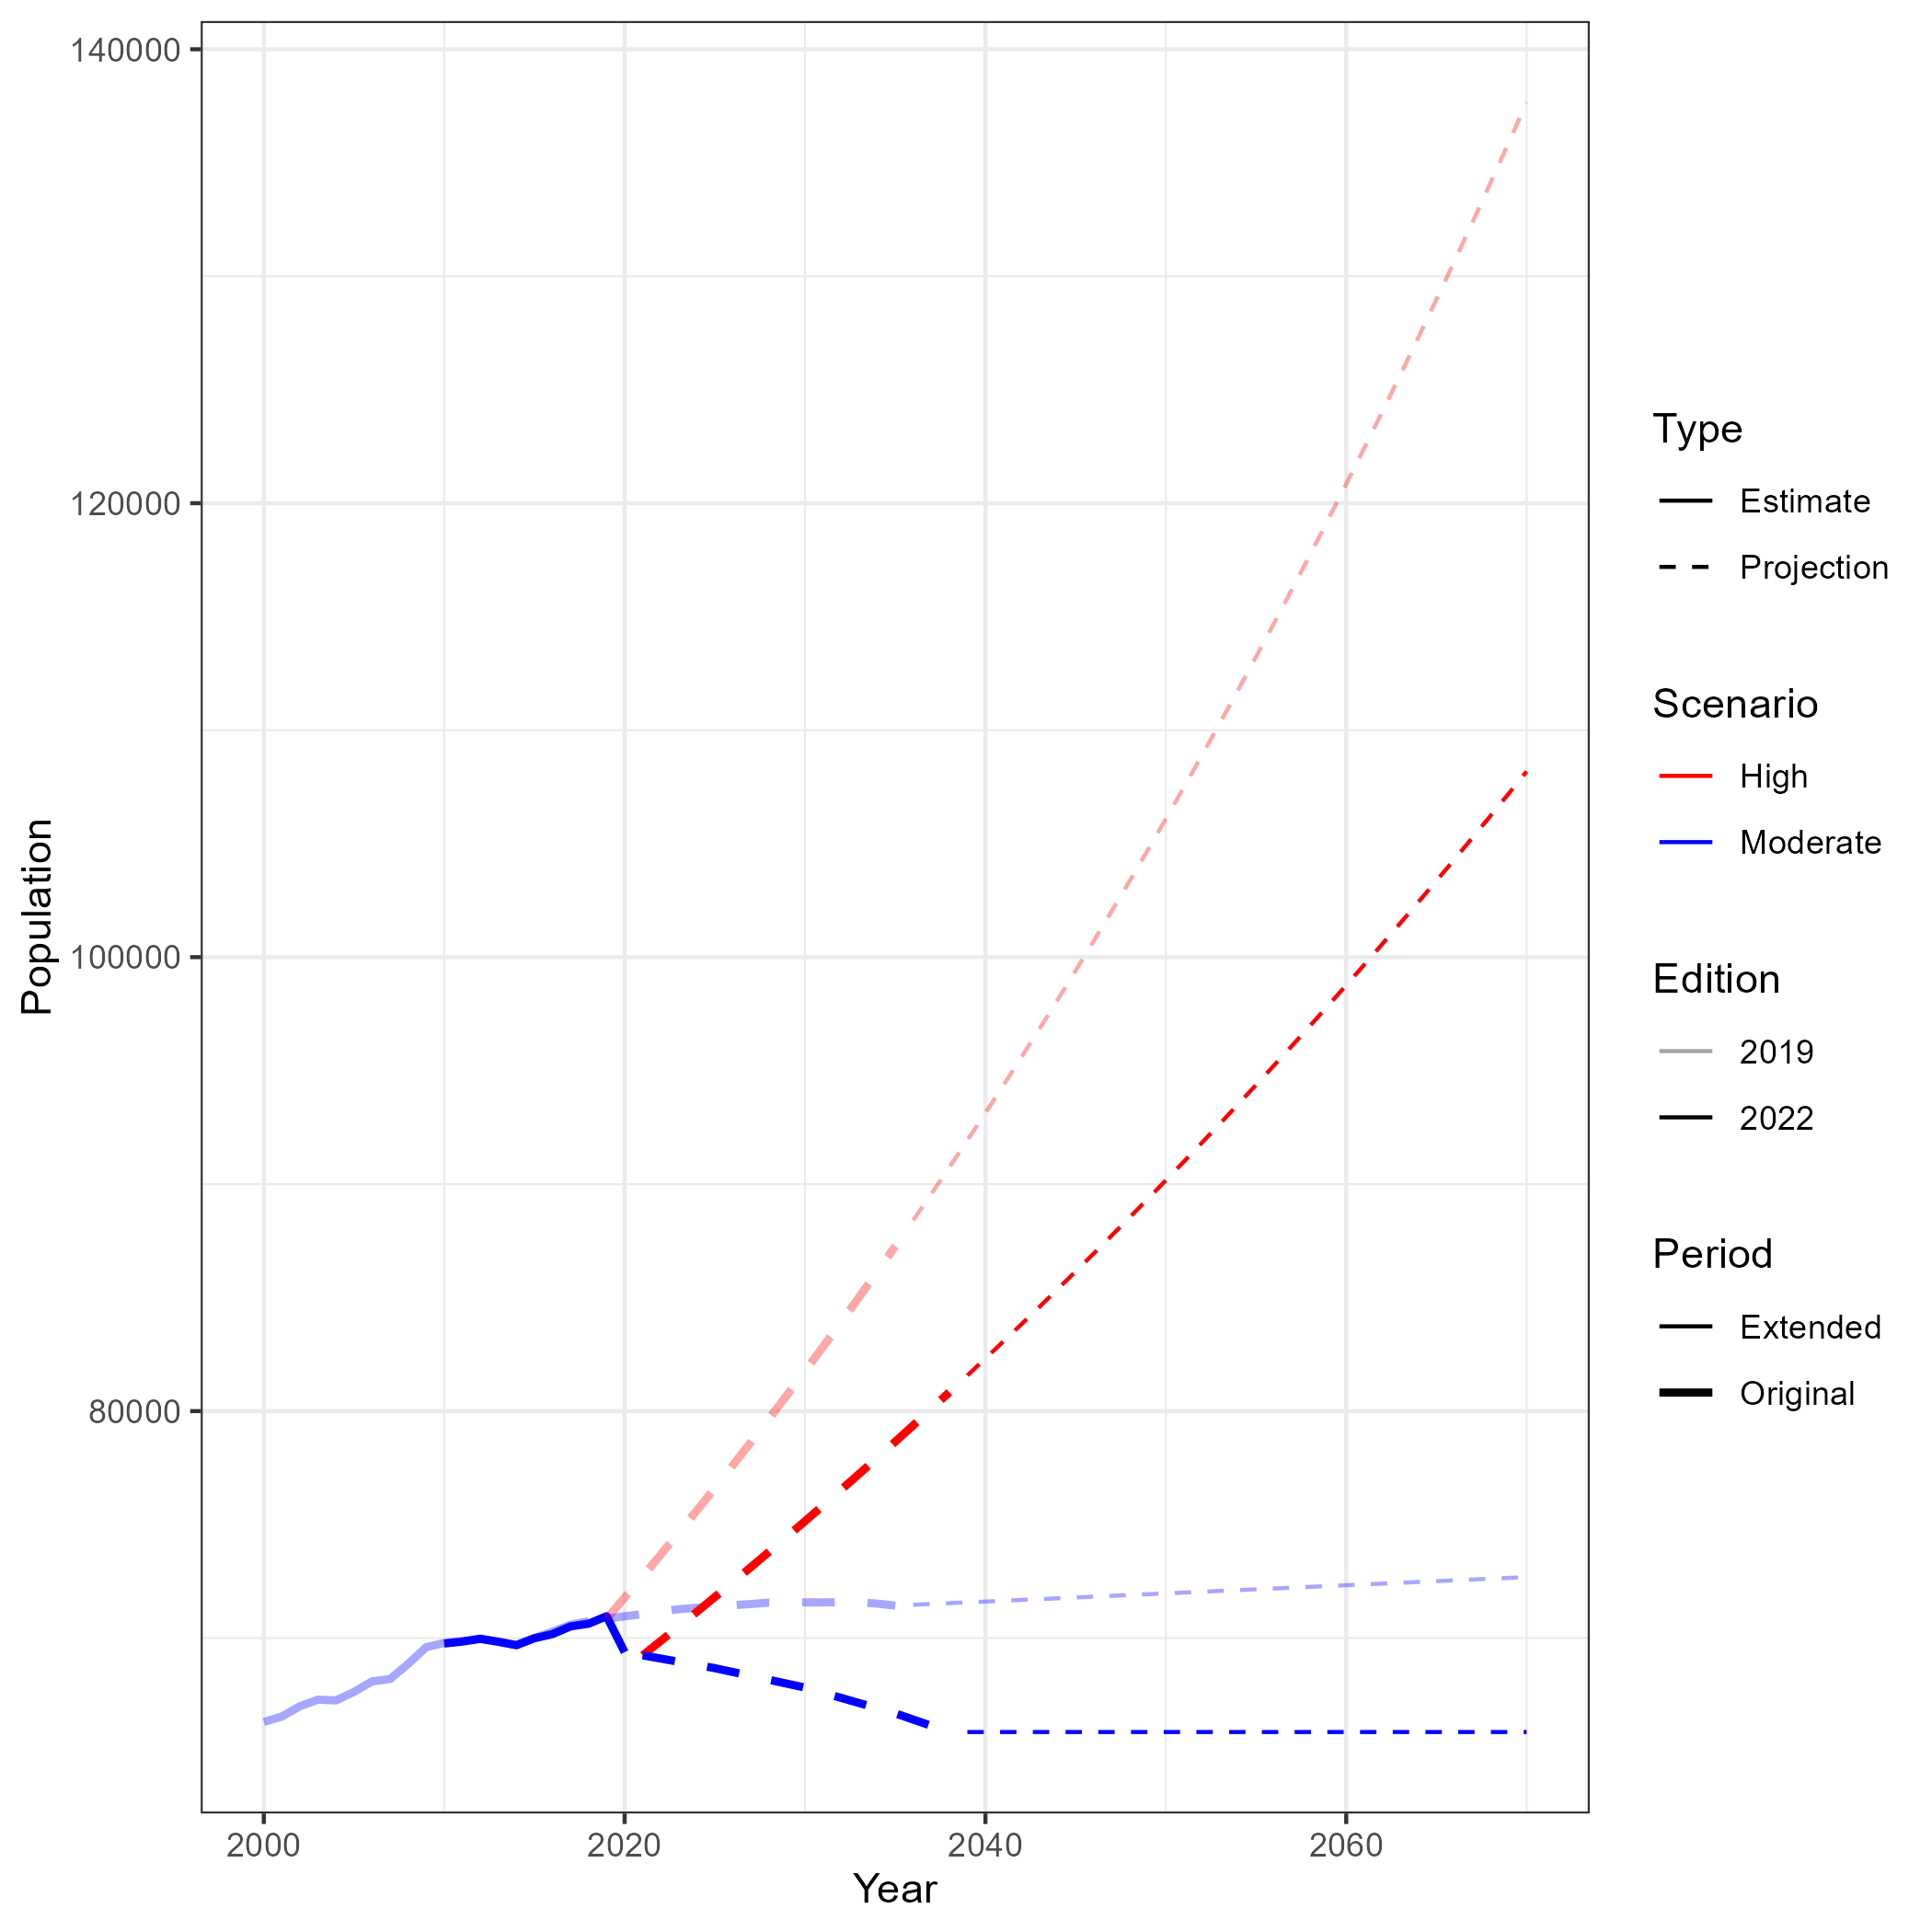 140000
120000
100000
80000
Population
2000
2020
2040
2060
Year
Type
Estimate
Projection
Scenario
High
Moderate
Edition
2019
2022
Period
Extended
Original